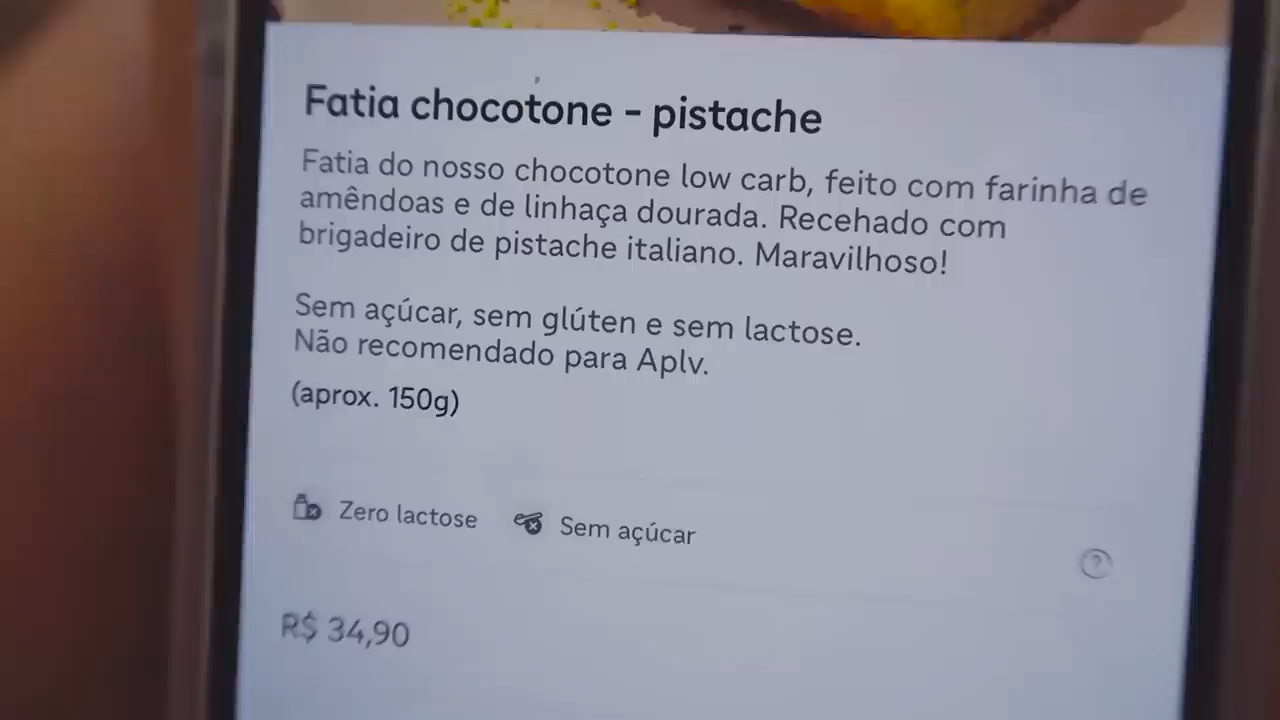 Fatia chocotone - pistache
Fatia do nosso chocotone low carb, feito com farinha de
amêndoas e de linhaça dourada. Recehado com
brigadeiro de pistache italiano. Maravilhoso!
Sem açúcar, sem glúten e sem lactose.
Não recomendado para Aplv.
(aprox. 150g)
Zero lactose Sem açúcar
?
R$ 34,90